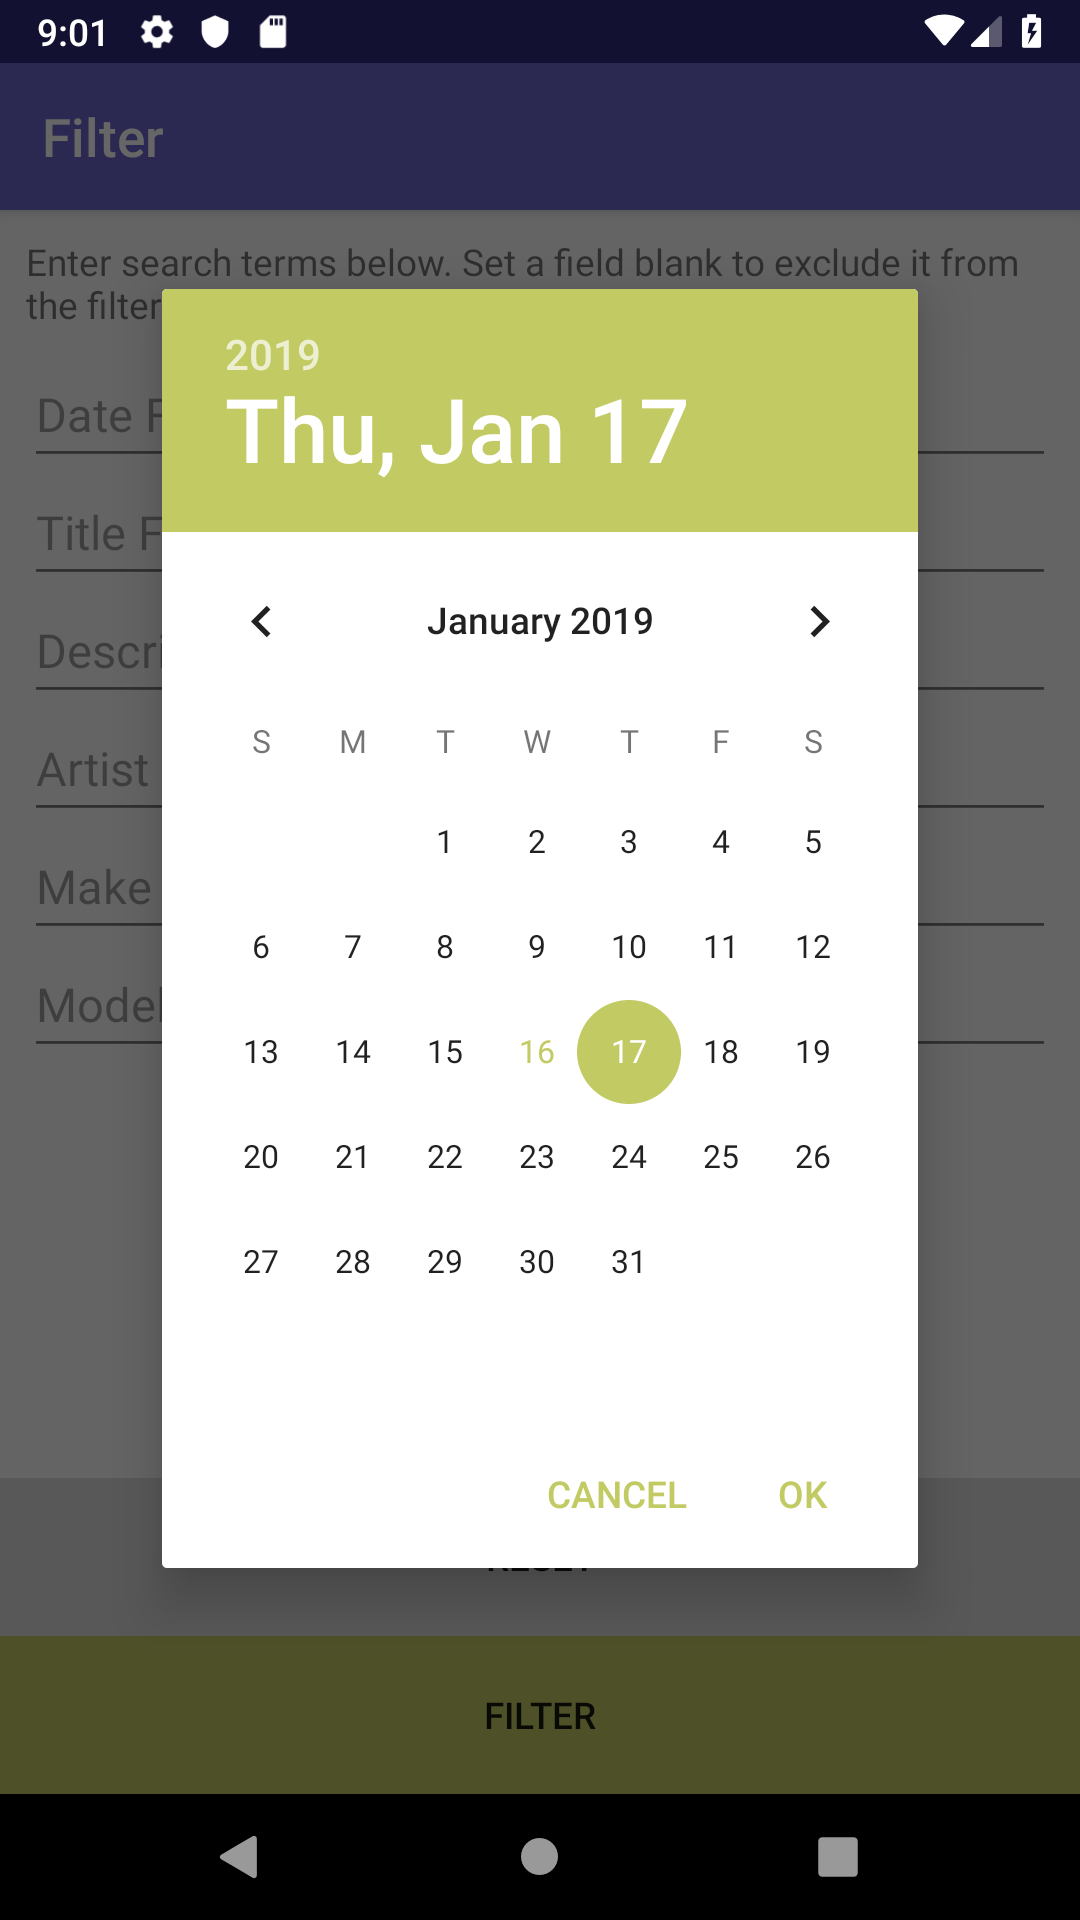 9:01
Filter
Enter search terms below. Set a field blank to exclude it from
the filter
Date F
Title F
Descri
Artist
Make
Model
2019
Thu, Jan 17
January 2019
S M T W T F S
1 2 3 4 5
6 7 8 9 10 11 12
13 14 15 16 17 18 19
20 21 22 23 24 25 26
27 28 29 30 31
CANCEL OK
FILTER